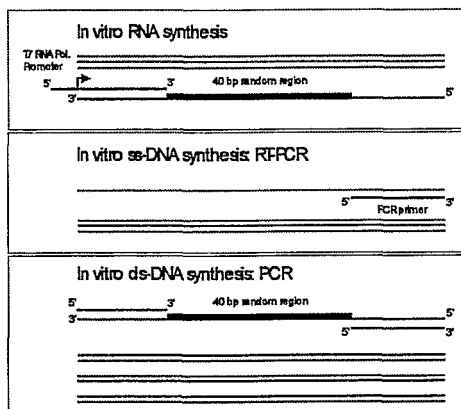 In vitro RNA synthesis
T7 RNA Pol.
Promoter
5' 3' 40 bp random region
3' 5'
In vitro ss-DNA synthesis: RT-PCR
5' 3'
PCR primer
In vitro ds-DNA synthesis: PCR
5' 3' 40 bp random region
3' 5'
5' 3'